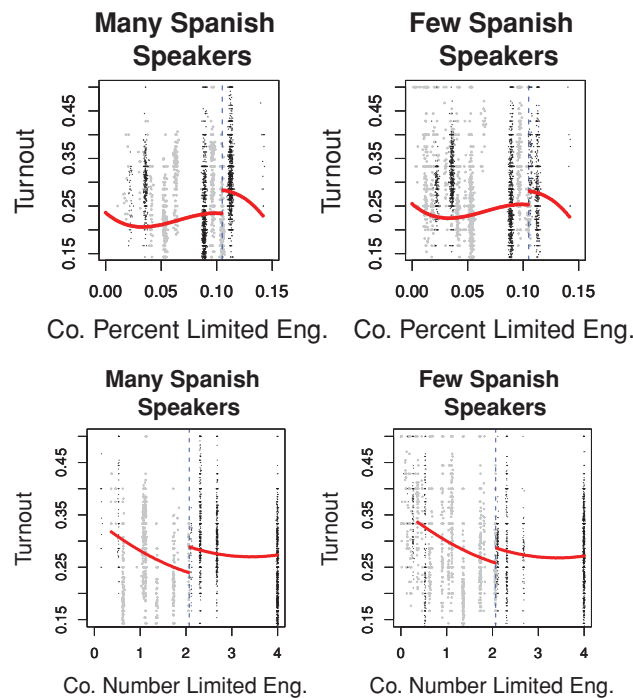 Many Spanish
Speakers
Turnout
0.45
0.35
0.25
0.15
0.00
0.05
0.10
0.15
Co. Percent Limited Eng.
Few Spanish
Speakers
Turnout
0.45
0.35
0.25
0.15
0.00
0.05
0.10
0.15
Co. Percent Limited Eng.
Many Spanish
Speakers
Turnout
0.45
0.35
0.25
0.15
0
1
2
3
4
Co. Number Limited Eng.
Few Spanish
Speakers
Turnout
0.45
0.35
0.25
0.15
0
1
2
3
4
Co. Number Limited Eng.